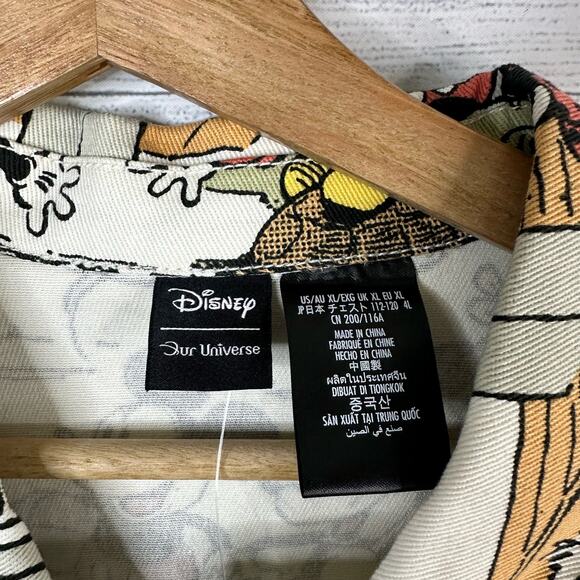 Disney
Our Universe
US/AU XL/EXG UK XL EU XL
JP日本 チェスト 112-120 4L
CN 200/116A
MADE IN CHINA
FABRIQUÉ EN CHINE
HECHO EN CHINA
中國製
ผลิตในประเทศจีน
DIBUAT DI TIONGKOK
중국산
SẢN XUẤT TẠI TRUNG QUỐC
صنع في الصين